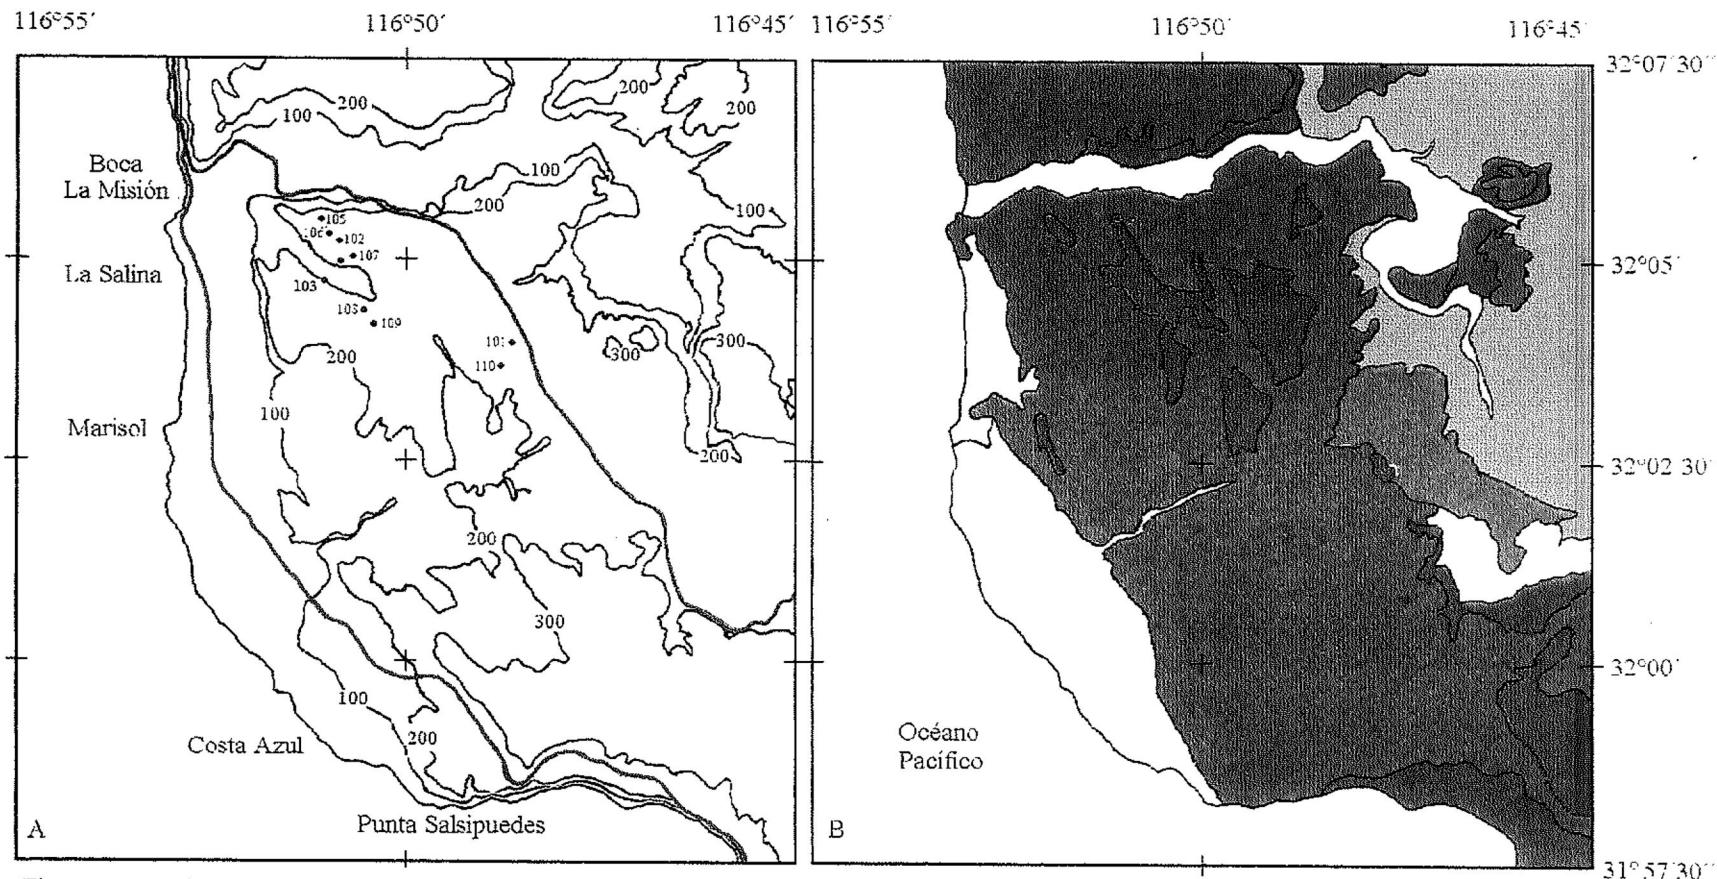 116°55′ 116°50′ 116°45′ 116°55′ 116°50′ 116°45′
32°07′30″
200
200
100
200
Boca
La Misión
100
200
100
105
106
102
107
La Salina
32°05′
103
108
109
101
300
300
200
110
100
Marisol
200
32°02′30″
200
300
32°00′
100
Costa Azul
200
Océano
Pacífico
Punta Salsipuedes
A
B
31°57′30″